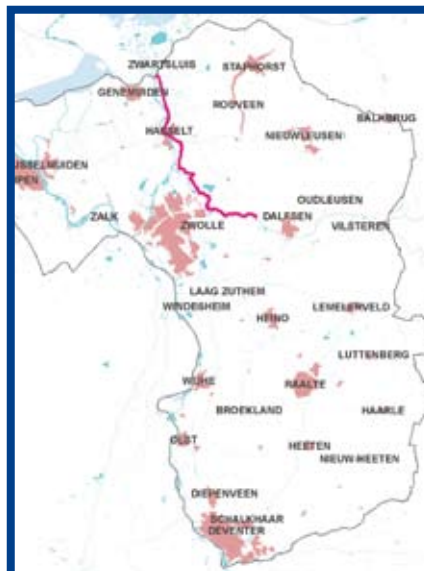 ZWARTSLUIS
STAPHORST
GENEMUIDEN
ROUVEEN
BALKBRUG
HASSELT
NIEUWLEUSEN
IJSSELMUIDEN
OUDLEUSEN
ZALK
DALFSEN
ZWOLLE
VILSTEREN
LAAG ZUTHEM
WINDESHEIM
LEMELERVELD
HEINO
LUTTENBERG
WIJHE
RAALTE
BROEKLAND
HAARLE
OLST
HEETEN
NIEUW-HEETEN
DIEPENVEEN
SCHALKHAAR
DEVENTER